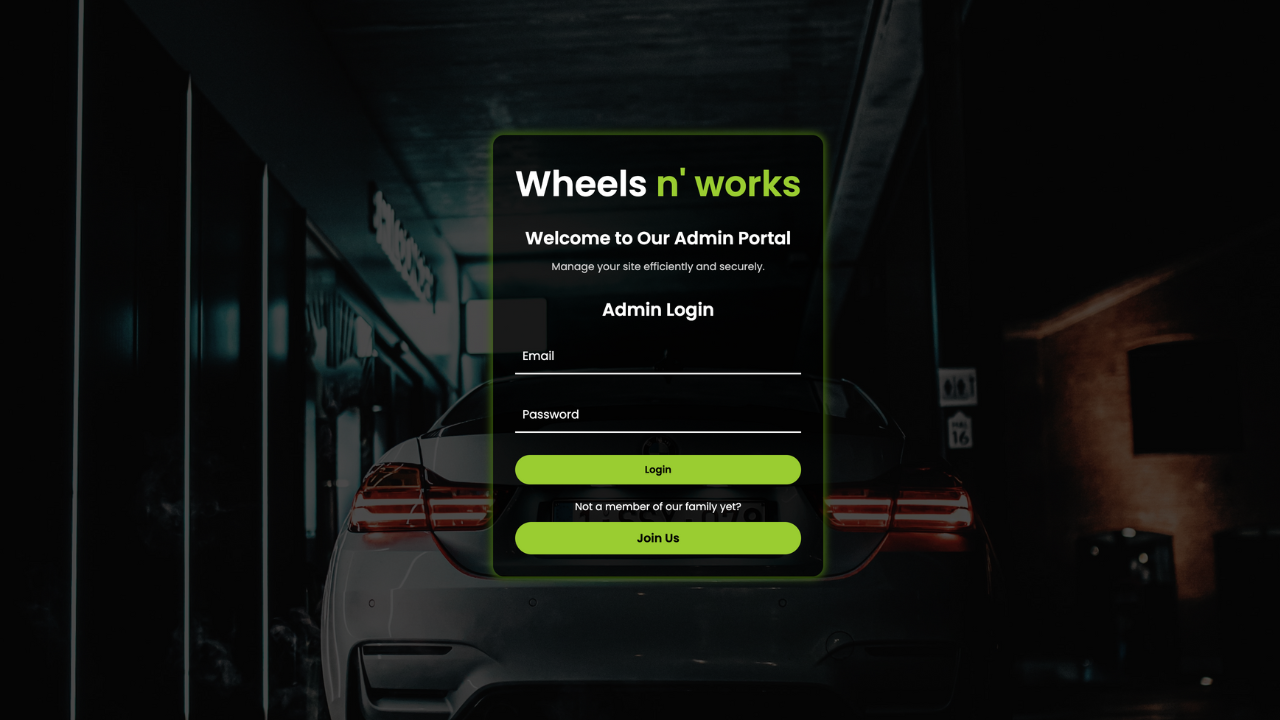 Wheels n' works
Welcome to Our Admin Portal
Manage your site efficiently and securely.
Admin Login
Email
Password
Login
Not a member of our family yet?
Join Us
16